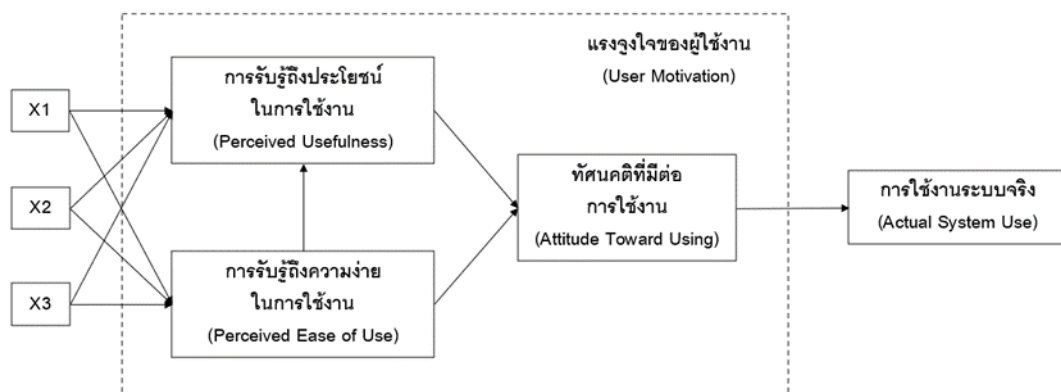 แรงจูงใจของผู้ใช้งาน
(User Motivation)
X1
X2
X3
การรับรู้ถึงประโยชน์
ในการใช้งาน
(Perceived Usefulness)
การรับรู้ถึงความง่าย
ในการใช้งาน
(Perceived Ease of Use)
ทัศนคติที่มีต่อ
การใช้งาน
(Attitude Toward Using)
การใช้งานระบบจริง
(Actual System Use)